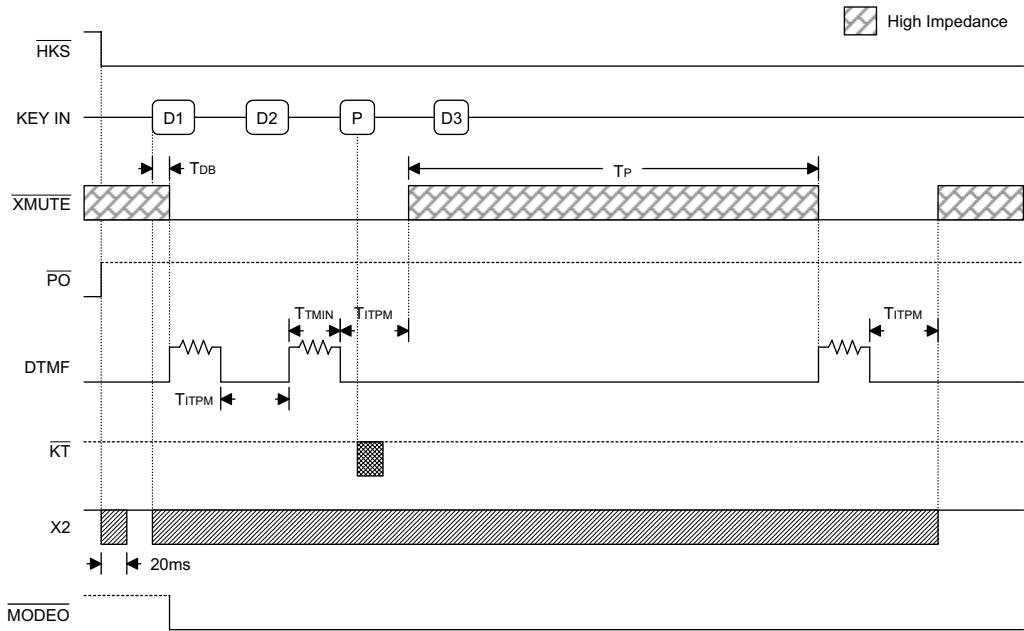 High Impedance
HKS
KEY IN
D1
D2
P
D3
TDB
TP
XMUTE
PO
TTMIN
TITPM
TITPM
DTMF
TITPM
KT
X2
20ms
MODEO